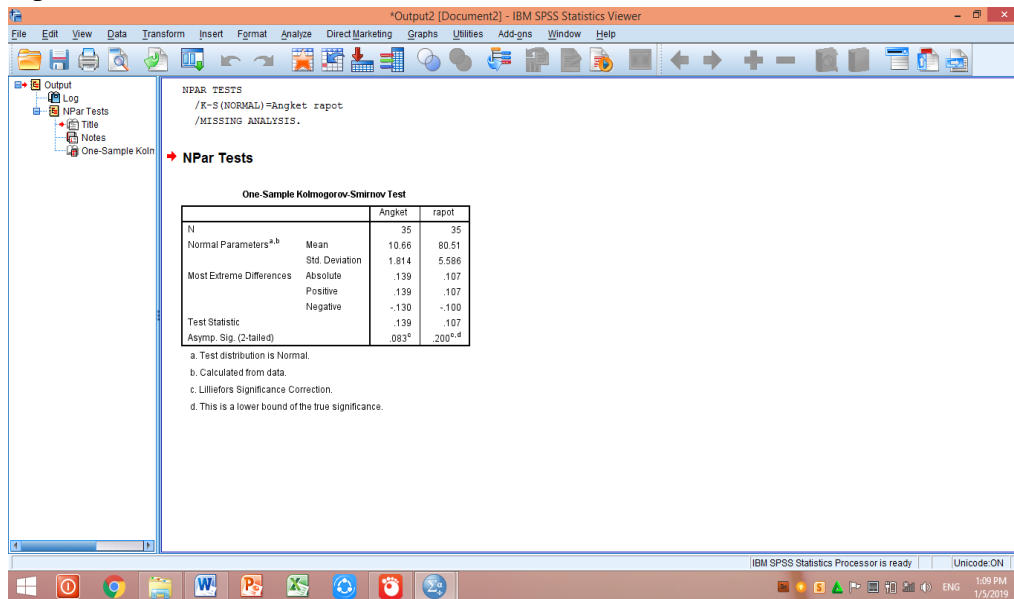 *Output2 [Document2] - IBM SPSS Statistics Viewer
File Edit View Data Transform Insert Format Analyze Direct Marketing Graphs Utilities Add-ons Window Help
Output
Log
NPar Tests
Title
Notes
One-Sample Kolm
NPAR TESTS
/K-S(NORMAL)=Angket rapot
/MISSING ANALYSIS.
NPar Tests
One-Sample Kolmogorov-Smirnov Test
Angket rapot
N 35 35
Normal Parameters a,b Mean 10.66 80.51
Std. Deviation 1.814 5.586
Most Extreme Differences Absolute .139 .107
Positive .139 .107
Negative -.130 -.100
Test Statistic .139 .107
Asymp. Sig. (2-tailed) .083 c .200 c,d
a. Test distribution is Normal.
b. Calculated from data.
c. Lilliefors Significance Correction.
d. This is a lower bound of the true significance.
IBM SPSS Statistics Processor is ready Unicode:ON
ENG 1:09 PM
1/5/2019